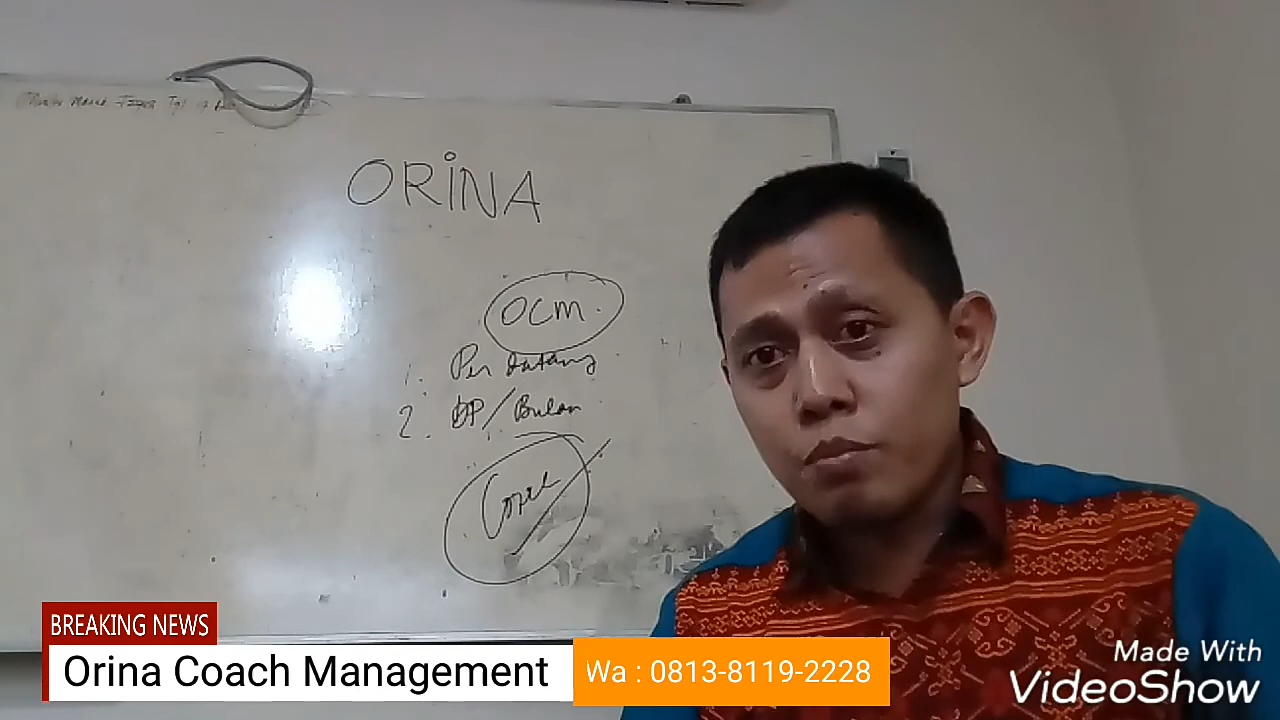 ORiNA
OCM.
1. Per datang
2. DP/Bulan
BREAKING NEWS
Orina Coach Management
Wa : 0813-8119-2228
Made With
VideoShow